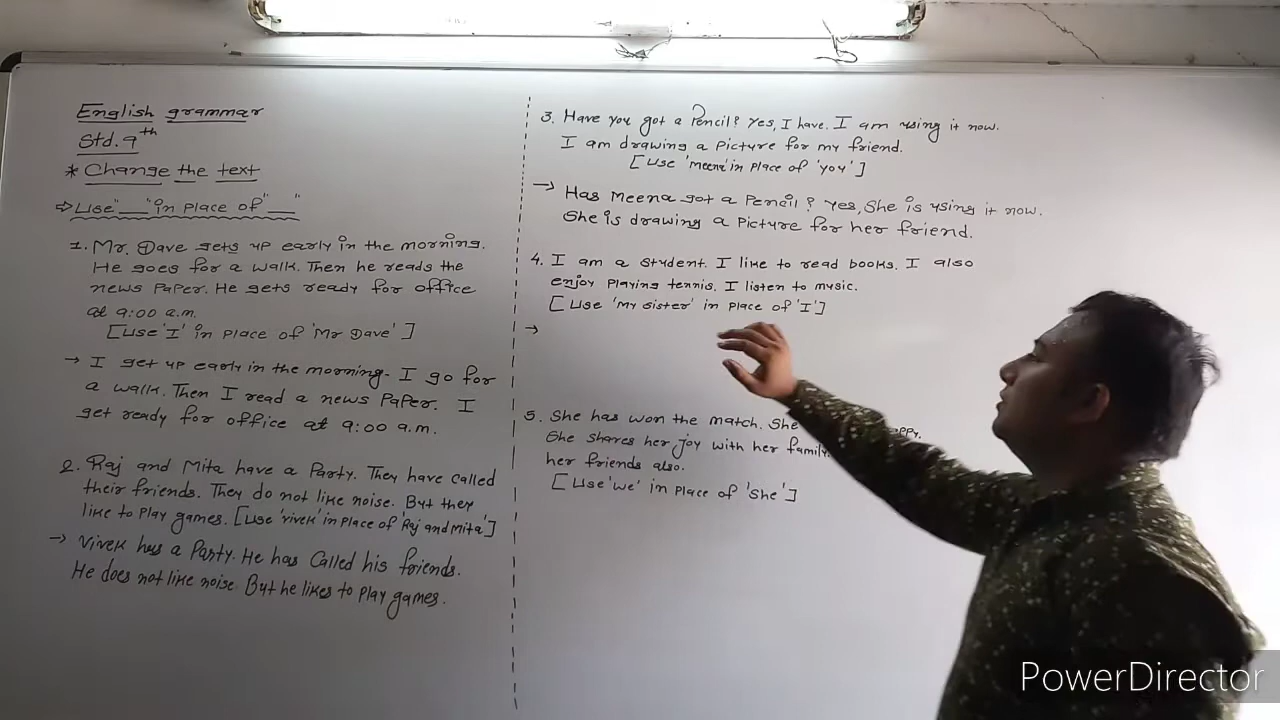 English grammar
Std. 9th
* Change the text
⇒ Use "___" in place of "___"
1. Mr. Dave gets up early in the morning.
He goes for a walk. Then he reads the
news paper. He gets ready for office
at 9:00 a.m.
[Use 'I' in place of 'Mr Dave']
→ I get up early in the morning. I go for
a walk. Then I read a news paper. I
get ready for office at 9:00 a.m.
2. Raj and Mita have a party. They have called
their friends. They do not like noise. But they
like to play games. [Use 'vivek' in place of 'Raj and Mita']
→ Vivek has a party. He has called his friends.
He does not like noise. But he likes to play games.
3. Have you got a pencil? Yes, I have. I am using it now.
I am drawing a picture for my friend.
[Use 'meena' in place of 'you']
→ Has Meena got a pencil? Yes, She is using it now.
She is drawing a picture for her friend.
4. I am a student. I like to read books. I also
enjoy playing tennis. I listen to music.
[Use 'My sister' in place of 'I']
→
5. She has won the match. She
She shares her joy with her family.
her friends also.
[Use 'we' in place of 'She']
PowerDirector